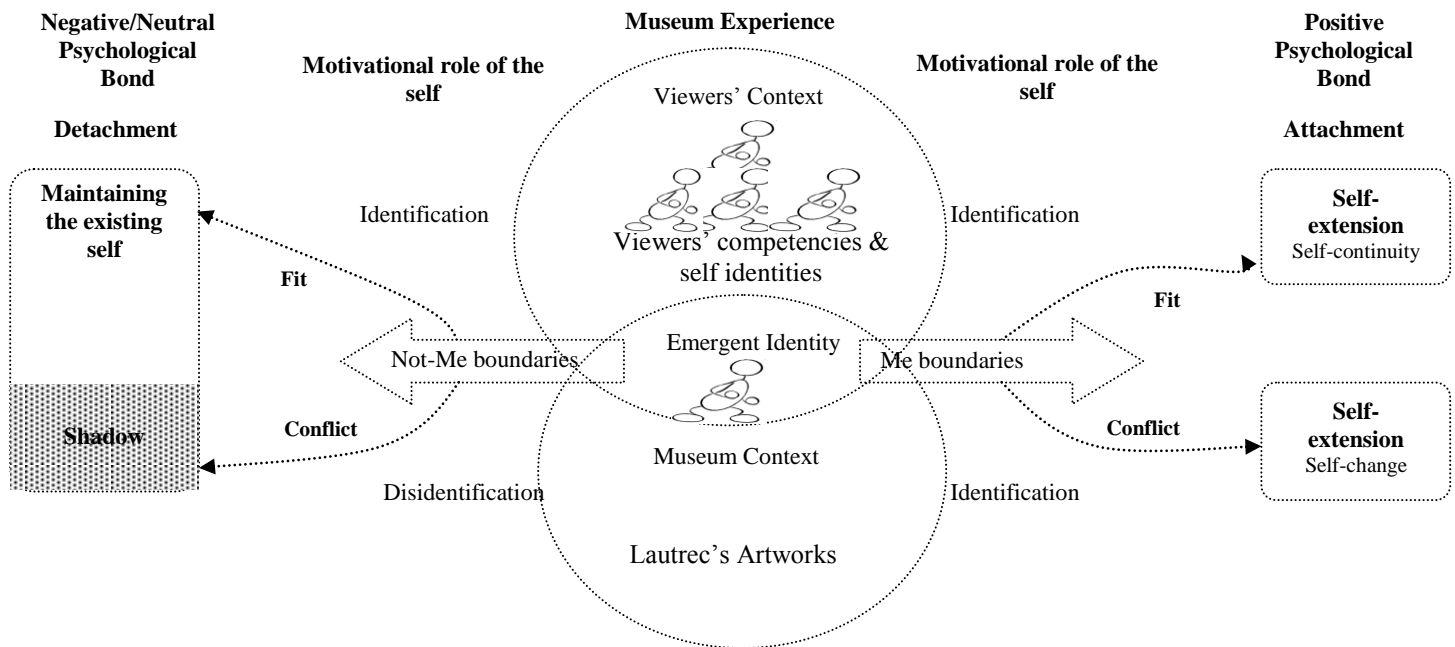 Negative/Neutral
Psychological
Bond
Detachment
Maintaining
the existing
self
Shadow
Motivational role of the
self
Identification
Fit
Not-Me boundaries
Conflict
Disidentification
Museum Experience
Viewers’ Context
Viewers’ competencies &
self identities
Emergent Identity
Museum Context
Lautrec’s Artworks
Motivational role of the
self
Identification
Fit
Me boundaries
Conflict
Identification
Positive
Psychological
Bond
Attachment
Self-
extension
Self-continuity
Self-
extension
Self-change